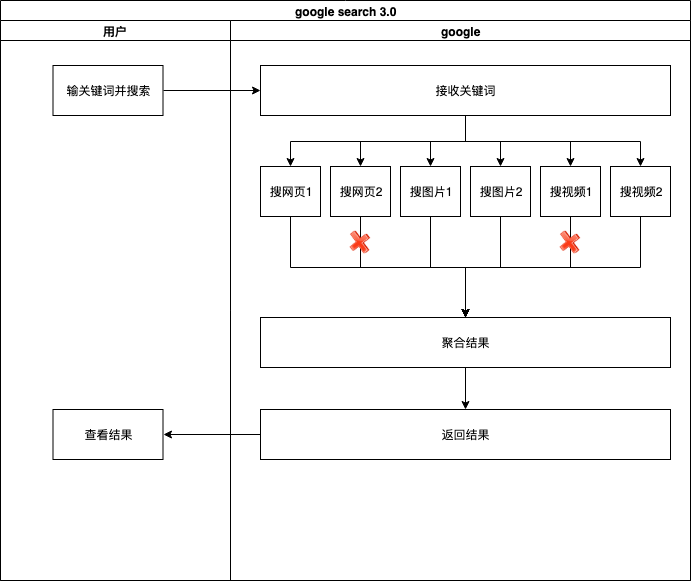 google search 3.0
用户
google
输关键词并搜索
接收关键词
搜网页1
搜网页2
搜图片1
搜图片2
搜视频1
搜视频2
聚合结果
查看结果
返回结果